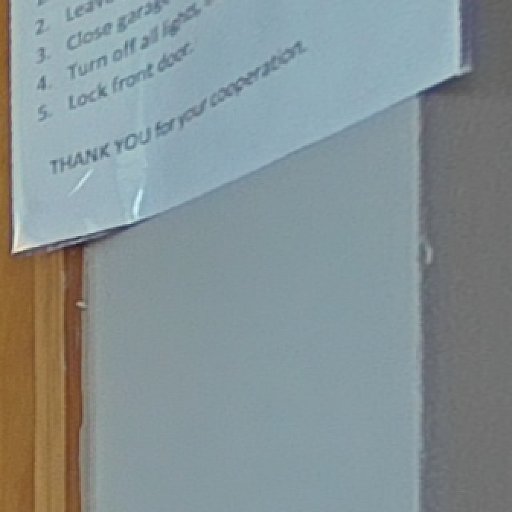 2. Leave
3. Close garage
4. Turn off all lights,
5. Lock front door.
THANK YOU for your cooperation.